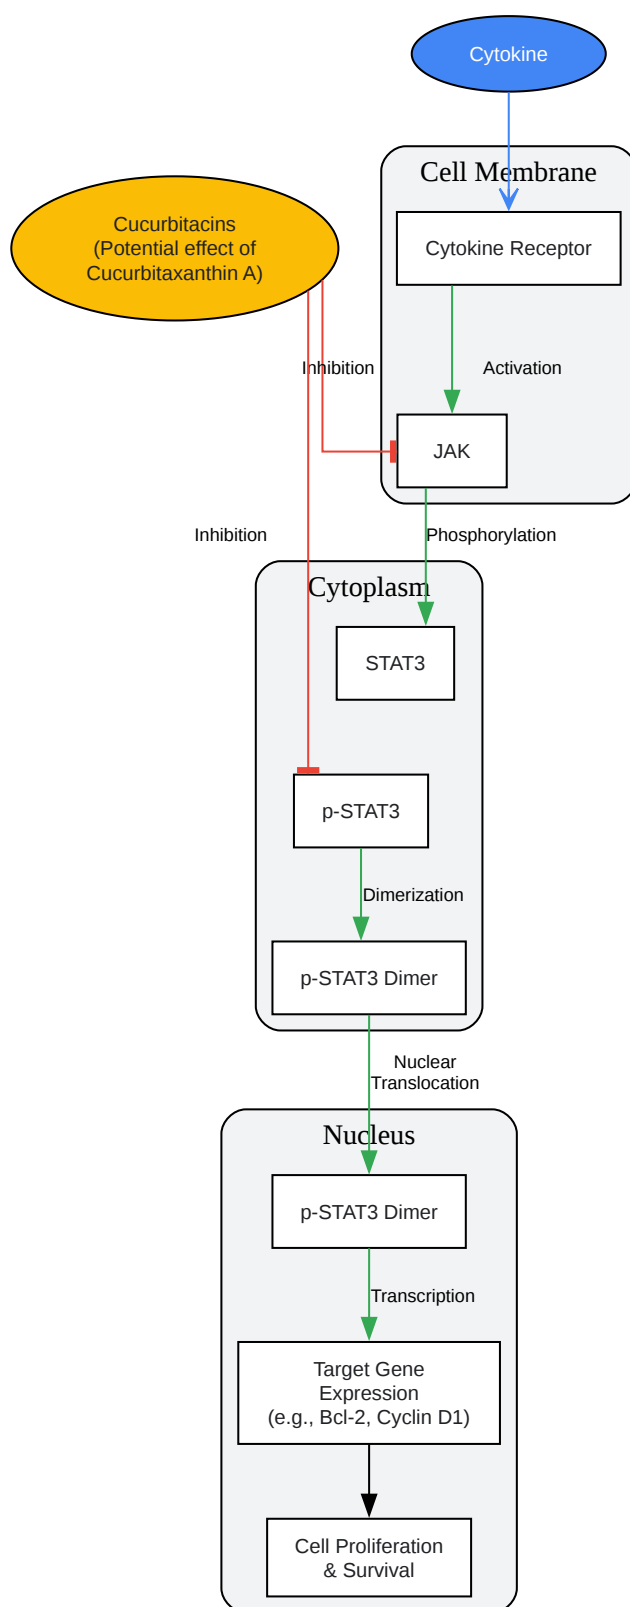 Cytokine
Cell Membrane
Cucurbitacins
(Potential effect of
Cucurbitaxanthin A)
Cytokine Receptor
Inhibition
Activation
JAK
Inhibition
Phosphorylation
Cytoplasm
STAT3
p-STAT3
Dimerization
p-STAT3 Dimer
Nuclear
Translocation
Nucleus
p-STAT3 Dimer
Transcription
Target Gene
Expression
(e.g., Bcl-2, Cyclin D1)
Cell Proliferation
& Survival